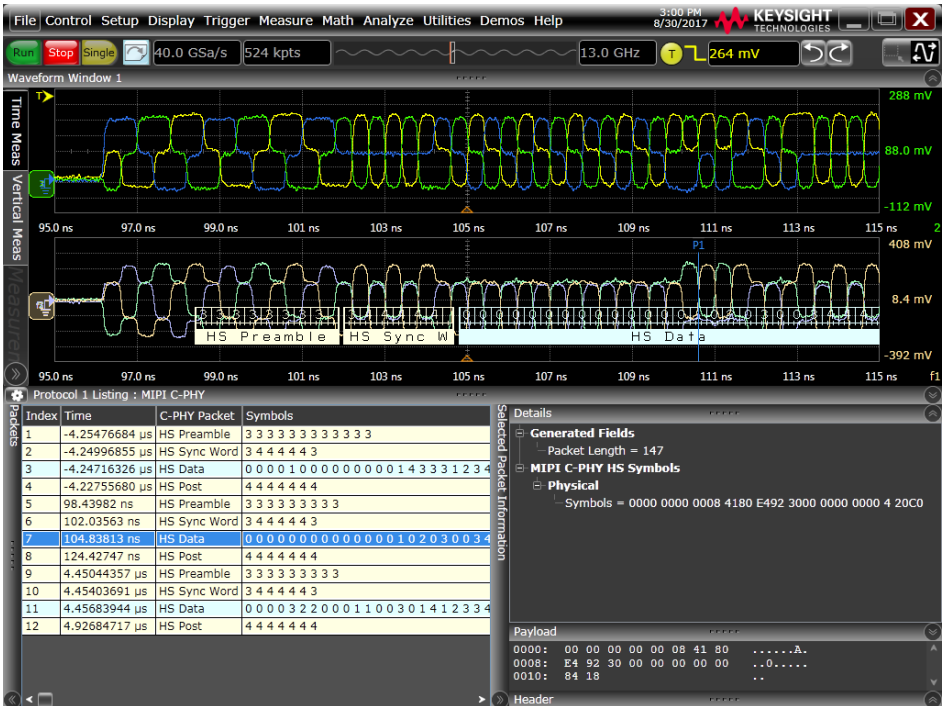 File Control Setup Display Trigger Measure Math Analyze Utilities Demos Help
3:00 PM
8/30/2017
KEYSIGHT
TECHNOLOGIES
Run Stop Single 40.0 GSa/s 524 kpts 13.0 GHz T 264 mV
Waveform Window 1
Time Meas
Vertical Meas
Measurements
T
288 mV
88.0 mV
-112 mV
95.0 ns 97.0 ns 99.0 ns 101 ns 103 ns 105 ns 107 ns 109 ns 111 ns 113 ns 115 ns 2
408 mV
P1
8.4 mV
HS Preamble HS Sync W HS Data
-392 mV
95.0 ns 97.0 ns 99.0 ns 101 ns 103 ns 105 ns 107 ns 109 ns 111 ns 113 ns 115 ns f1
Protocol 1 Listing : MIPI C-PHY
Packets
Index Time C-PHY Packet Symbols
1 -4.25476684 µs HS Preamble 3 3 3 3 3 3 3 3 3 3 3 3
2 -4.24996855 µs HS Sync Word 3 4 4 4 4 4 3
3 -4.24716326 µs HS Data 0 0 0 0 1 0 0 0 0 0 0 0 0 0 1 4 3 3 3 1 2 3 4
4 -4.22755680 µs HS Post 4 4 4 4 4 4 4
5 98.43982 ns HS Preamble 3 3 3 3 3 3 3 3 3
6 102.03563 ns HS Sync Word 3 4 4 4 4 4 3
7 104.83813 ns HS Data 0 0 0 0 0 0 0 0 0 0 0 0 0 0 1 0 2 0 3 0 0 3 4
8 124.42747 ns HS Post 4 4 4 4 4 4 4
9 4.45044357 µs HS Preamble 3 3 3 3 3 3 3 3 3
10 4.45403691 µs HS Sync Word 3 4 4 4 4 4 3
11 4.45683944 µs HS Data 0 0 0 0 3 2 2 0 0 0 1 1 0 0 3 0 1 4 1 2 3 3 4
12 4.92684717 µs HS Post 4 4 4 4 4 4 4
Selected Packet Information
Details
Generated Fields
Packet Length = 147
MIPI C-PHY HS Symbols
Physical
Symbols = 0000 0000 0008 4180 E492 3000 0000 0000 4 20C0
Payload
0000: 00 00 00 00 00 08 41 80 ......A.
0008: E4 92 30 00 00 00 00 00 ..0.....
0010: 84 18 ..
Header